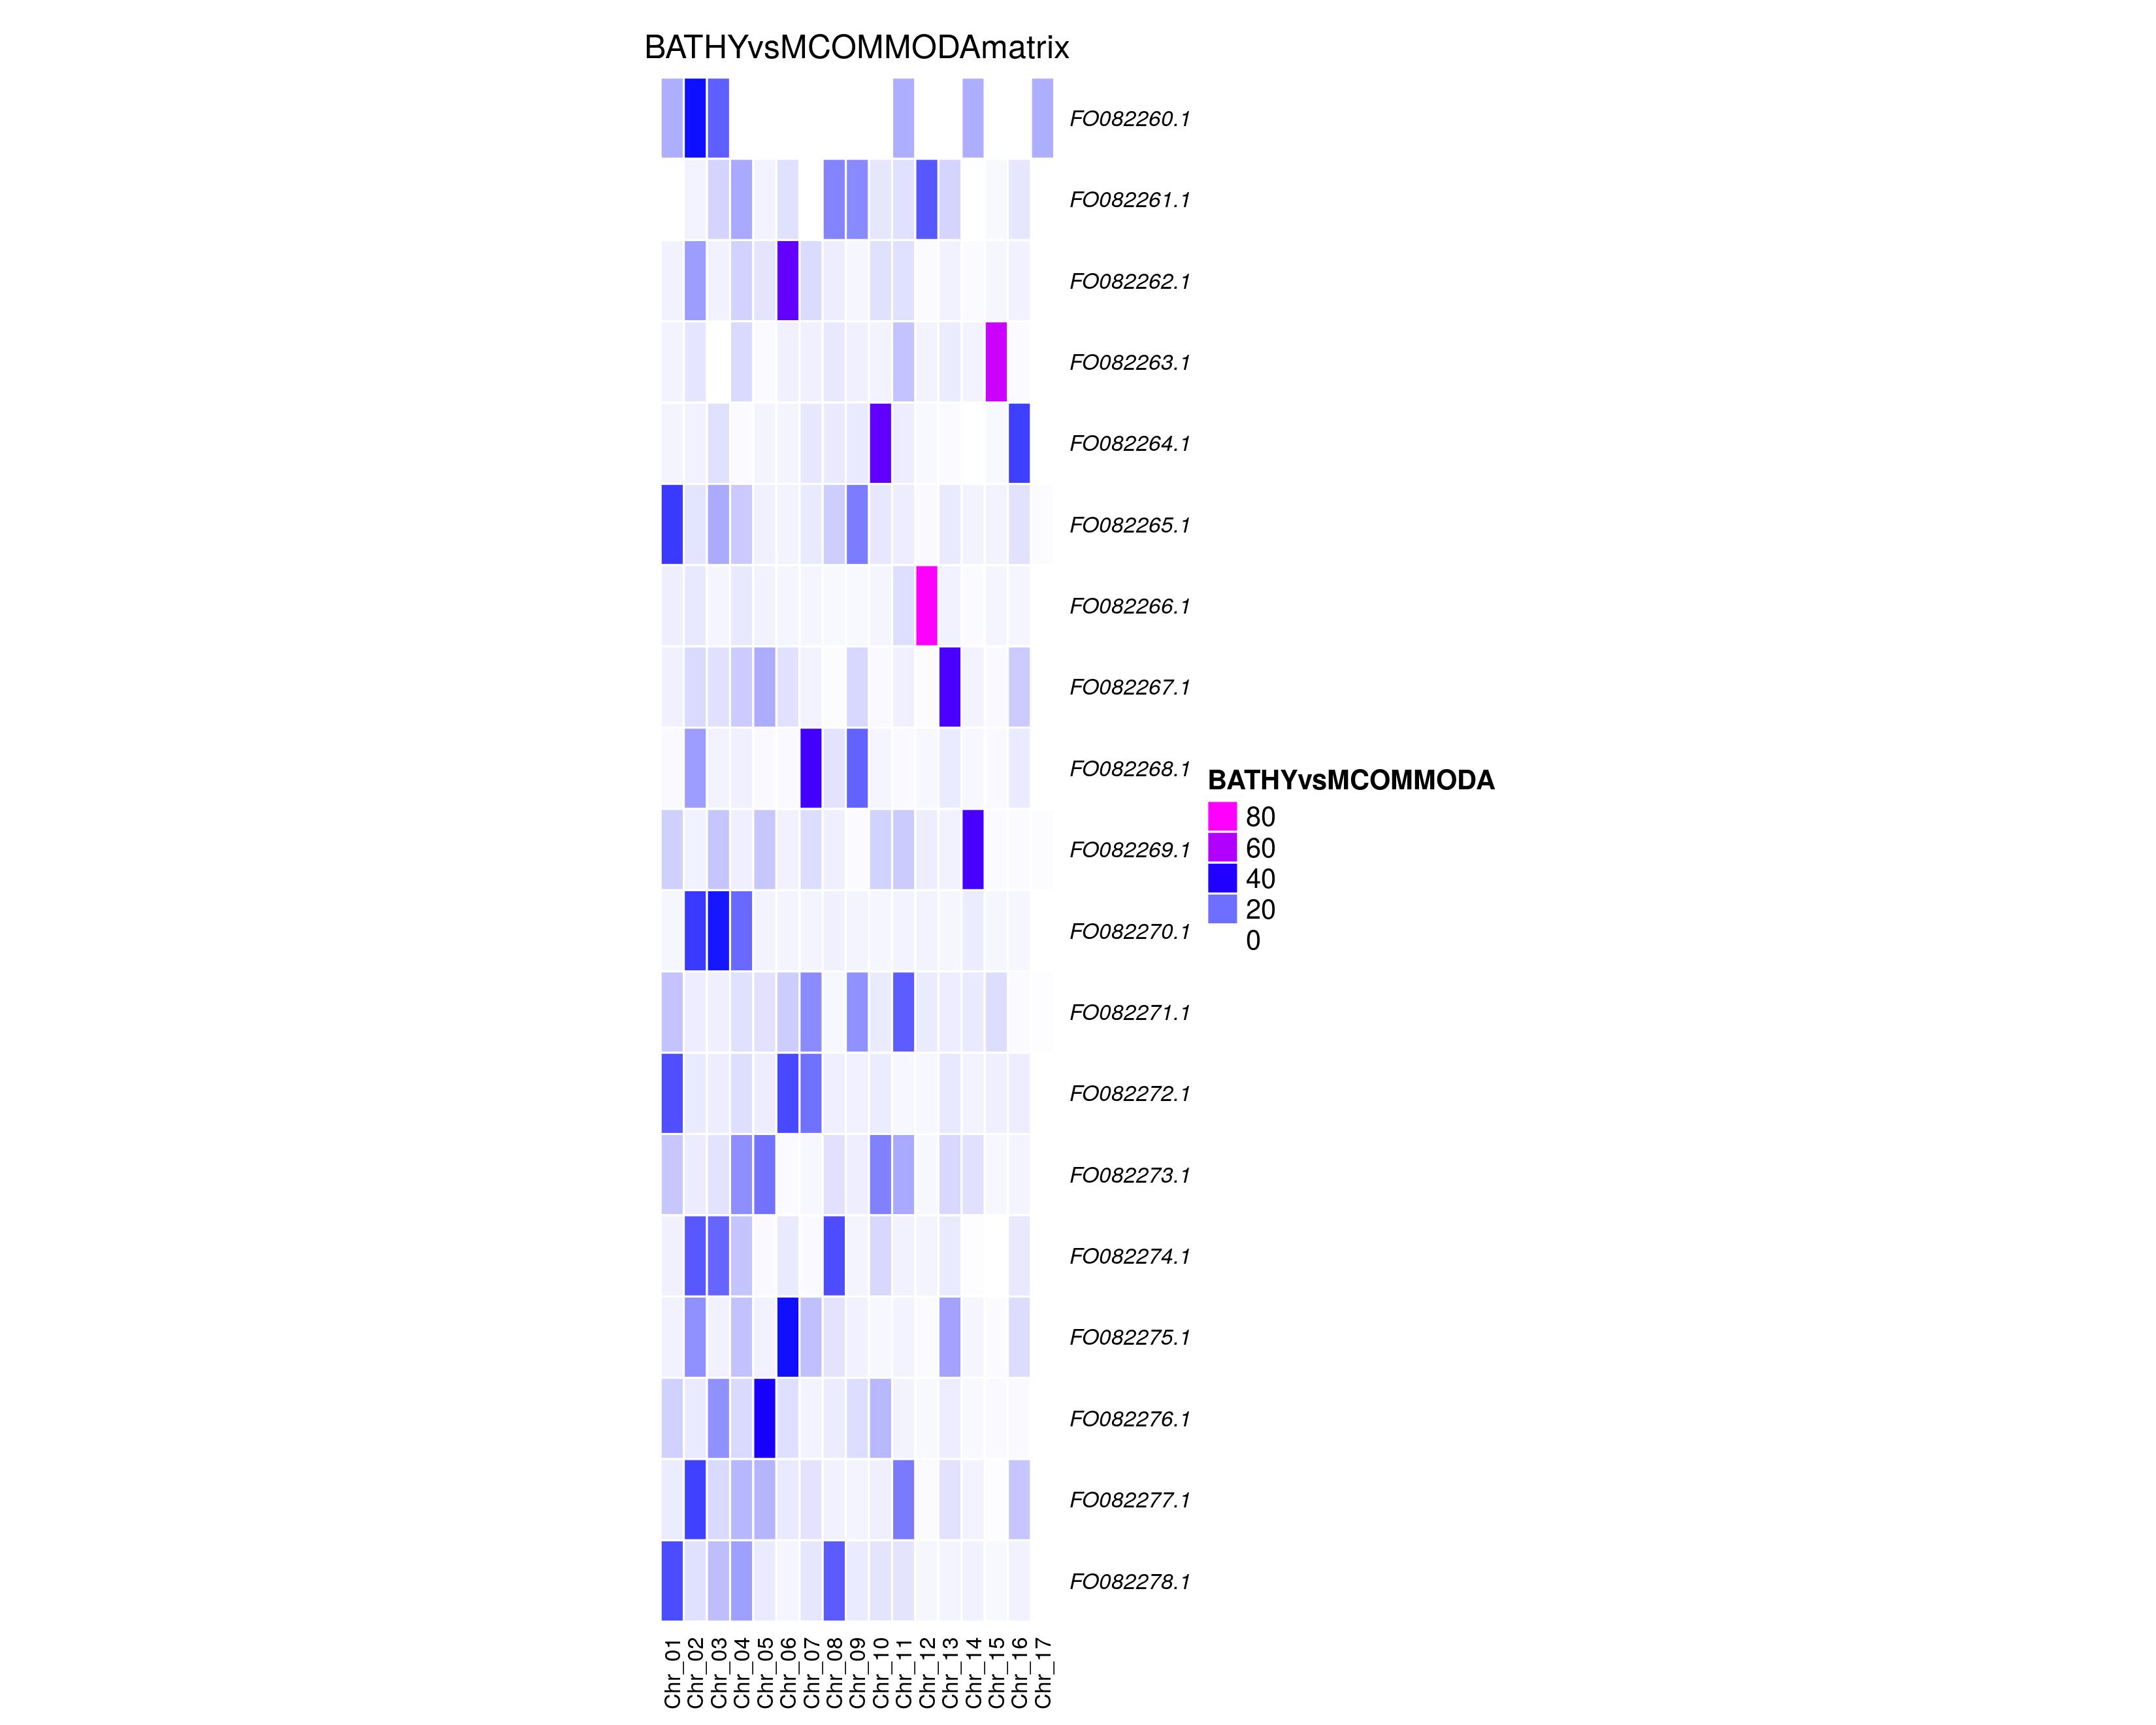 BATHYvsMCOMMODAmatrix
FO082260.1
FO082261.1
FO082262.1
FO082263.1
FO082264.1
FO082265.1
FO082266.1
FO082267.1
FO082268.1
FO082269.1
FO082270.1
FO082271.1
FO082272.1
FO082273.1
FO082274.1
FO082275.1
FO082276.1
FO082277.1
FO082278.1
BATHYvsMCOMMODA
80
60
40
20
0
Chr_01
Chr_02
Chr_03
Chr_04
Chr_05
Chr_06
Chr_07
Chr_08
Chr_09
Chr_10
Chr_11
Chr_12
Chr_13
Chr_14
Chr_15
Chr_16
Chr_17